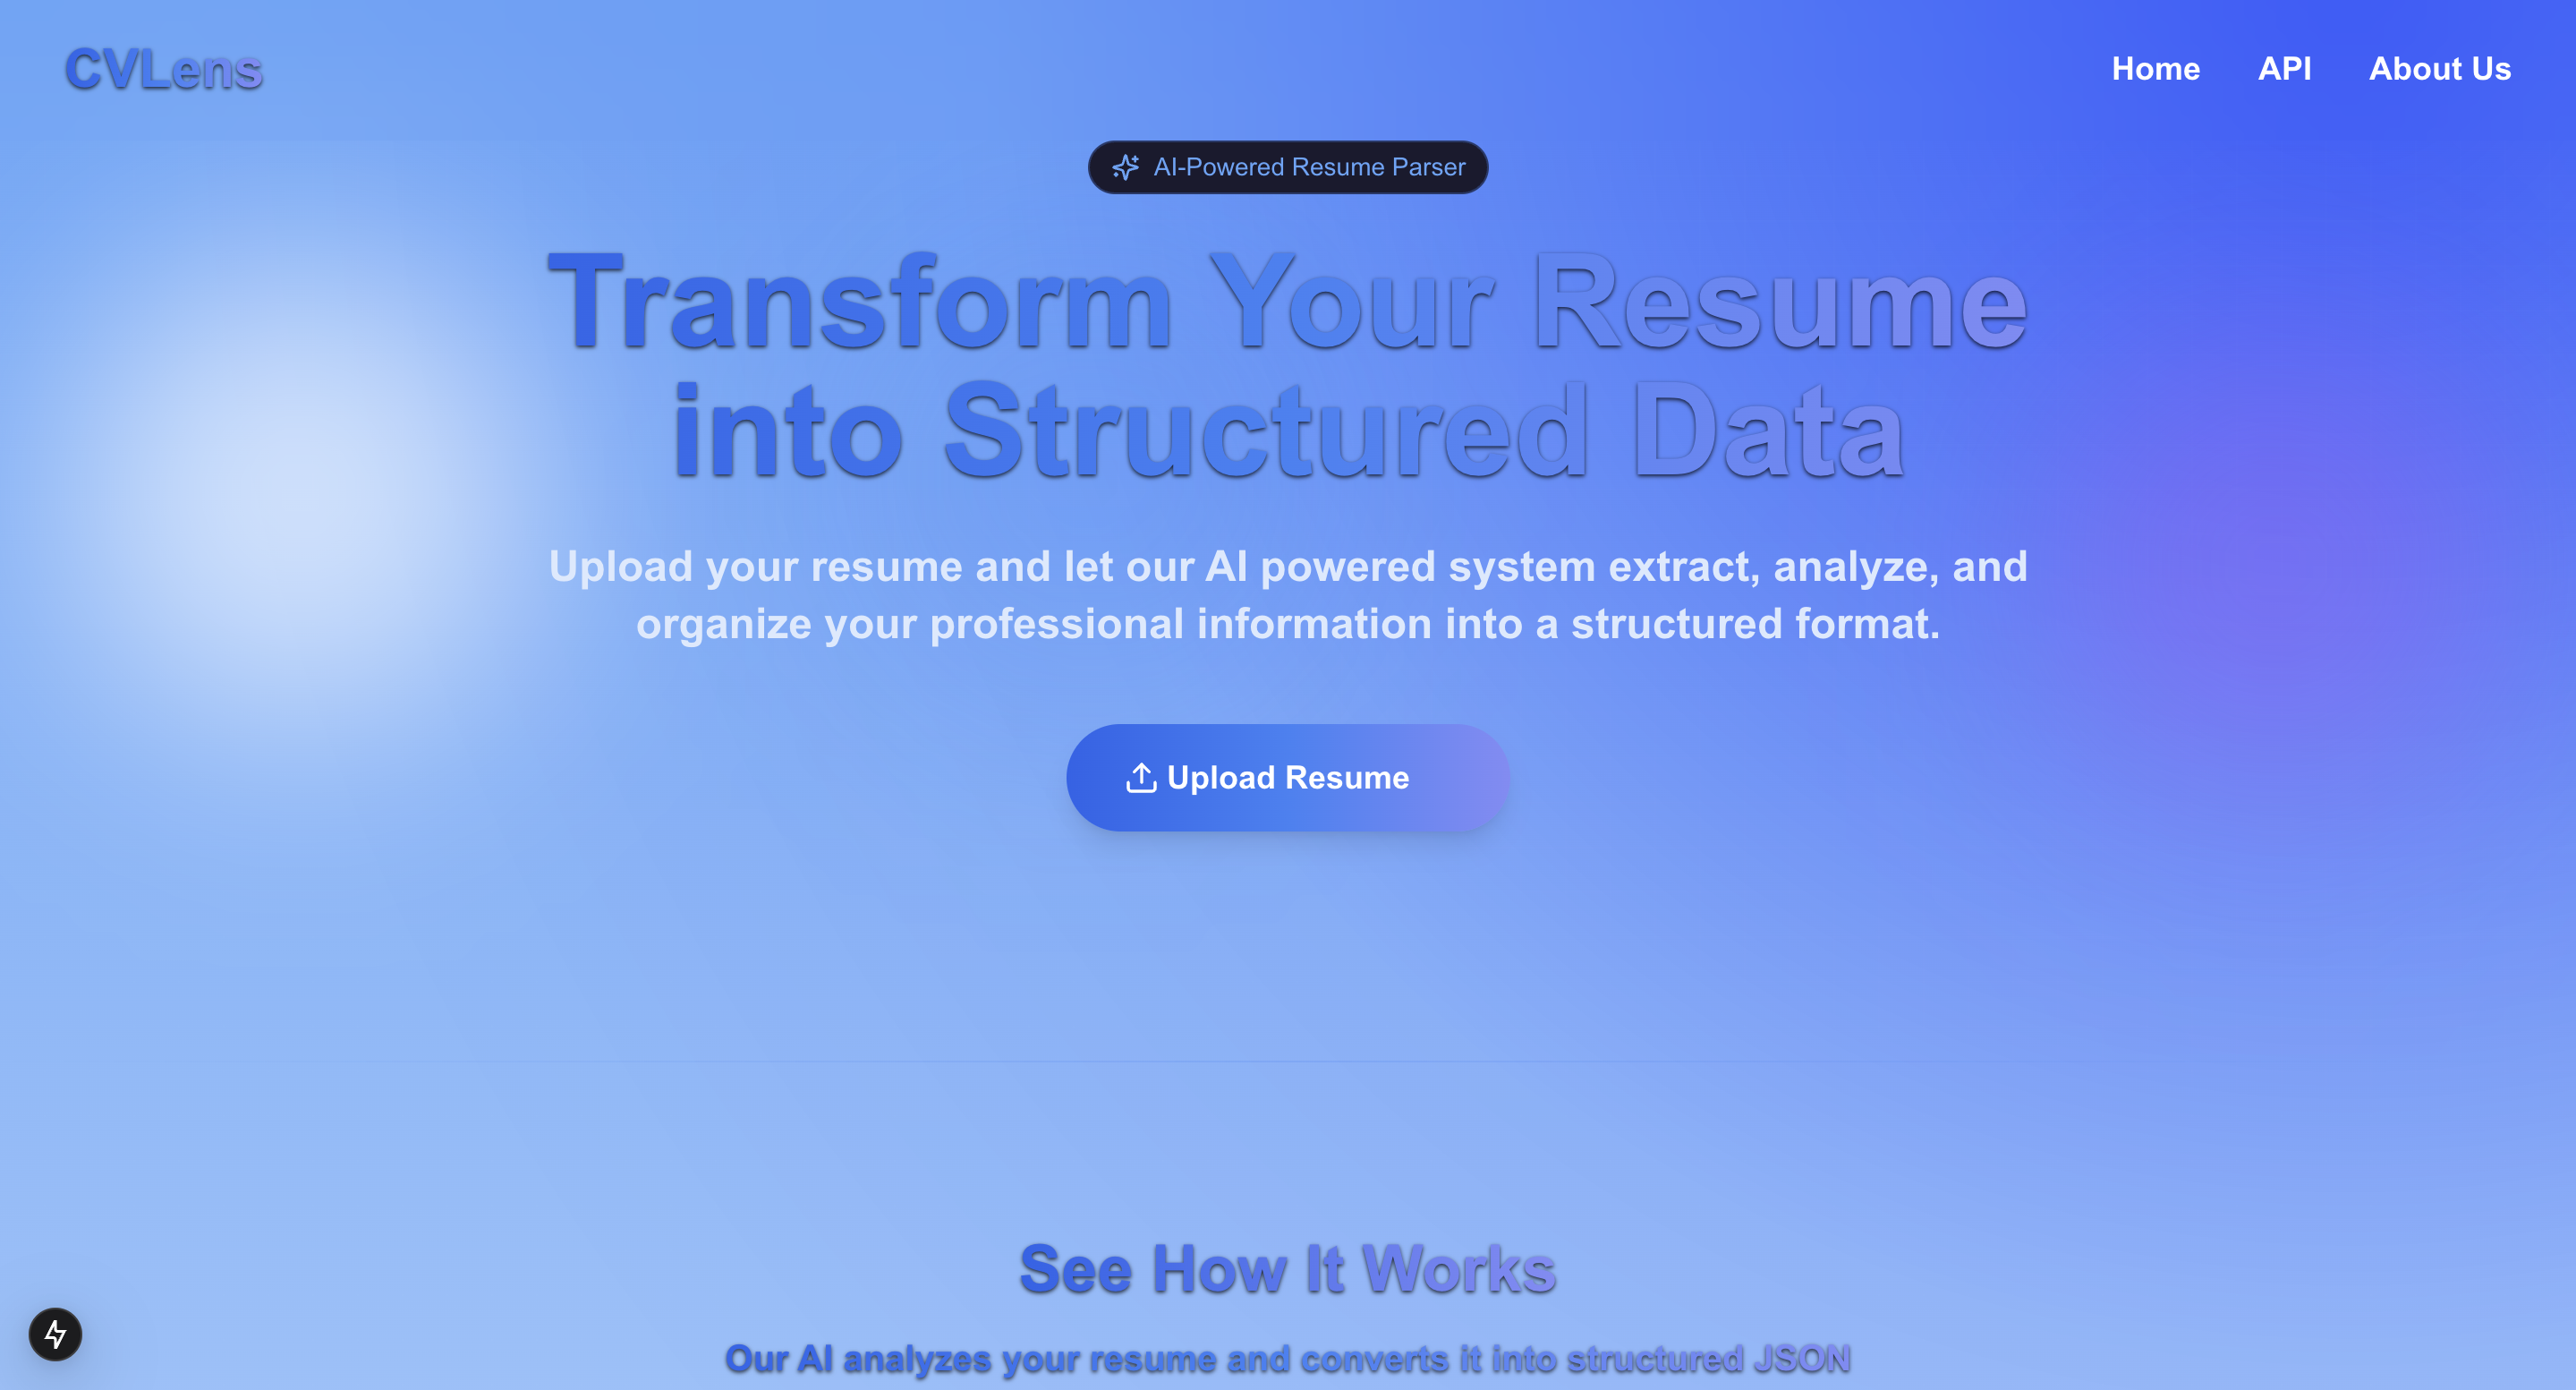 CVLens
Home
API
About Us
AI-Powered Resume Parser
Transform Your Resume
into Structured Data
Upload your resume and let our AI powered system extract, analyze, and
organize your professional information into a structured format.
Upload Resume
See How It Works
Our AI analyzes your resume and converts it into structured JSON